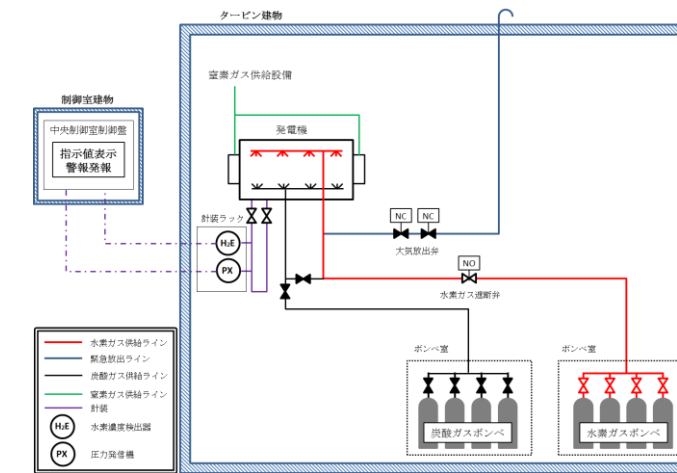 タービン建物
窒素ガス供給設備
制御室建物
中央制御室制御盤
指示値表示
警報発報
発電機
計装ラック
H₂E
PX
NC
NC
大気放出弁
NO
水素ガス遮断弁
ボンベ室
ボンベ室
炭酸ガスボンベ
水素ガスボンベ
水素ガス供給ライン
緊急放出ライン
炭酸ガス供給ライン
窒素ガス供給ライン
計装
H₂E
水素濃度検出器
PX
圧力発信機